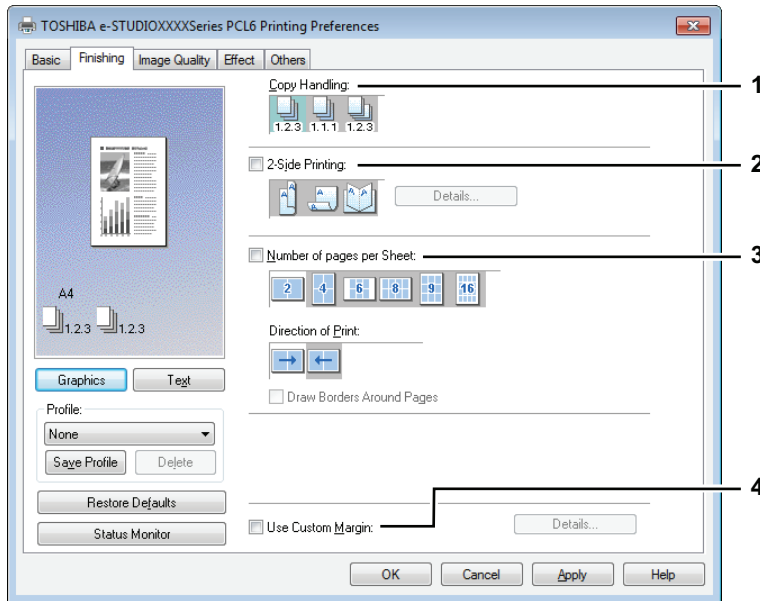 TOSHIBA e-STUDIOXXXXSeries PCL6 Printing Preferences
Basic Finishing Image Quality Effect Others
Copy Handling: 1
1.2.3 1.1.1 1.2.3
2-Side Printing: 2
A A A A
Details...
Number of pages per Sheet: 3
2 4 6 8 9 16
A4
1.2.3 1.2.3
Direction of Print:
Graphics Text
Draw Borders Around Pages
Profile:
None
Save Profile Delete
Restore Defaults
Use Custom Margin: Details... 4
Status Monitor
OK Cancel Apply Help